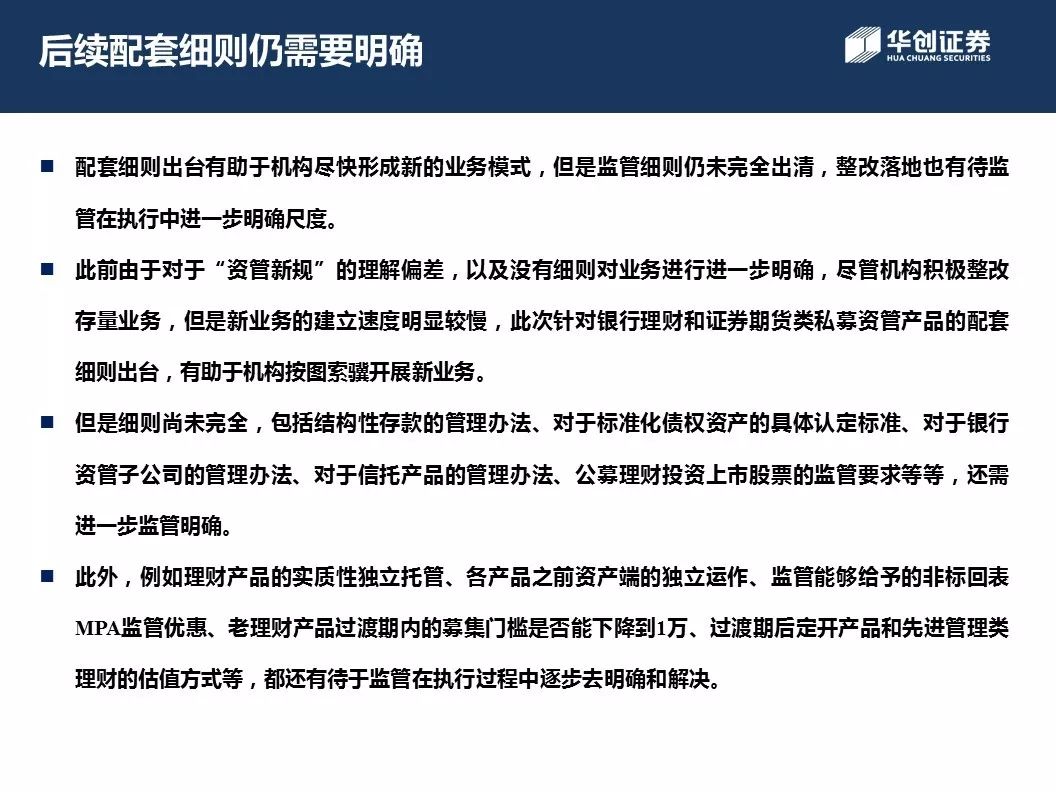 后续配套细则仍需要明确
华创证券
HUA CHUANG SECURITIES
■ 配套细则出台有助于机构尽快形成新的业务模式，但是监管细则仍未完全出清，整改落地也有待监
管在执行中进一步明确尺度。
■ 此前由于对于“资管新规”的理解偏差，以及没有细则对业务进行进一步明确，尽管机构积极整改
存量业务，但是新业务的建立速度明显较慢，此次针对银行理财和证券期货类私募资管产品的配套
细则出台，有助于机构按图索骥开展新业务。
■ 但是细则尚未完全，包括结构性存款的管理办法、对于标准化债权资产的具体认定标准、对于银行
资管子公司的管理办法、对于信托产品的管理办法、公募理财投资上市股票的监管要求等等，还需
进一步监管明确。
■ 此外，例如理财产品的实质性独立托管、各产品之前资产端的独立运作、监管能够给予的非标回表
MPA监管优惠、老理财产品过渡期内的募集门槛是否能下降到1万、过渡期后定开产品和先进管理类
理财的估值方式等，都还有待于监管在执行过程中逐步去明确和解决。